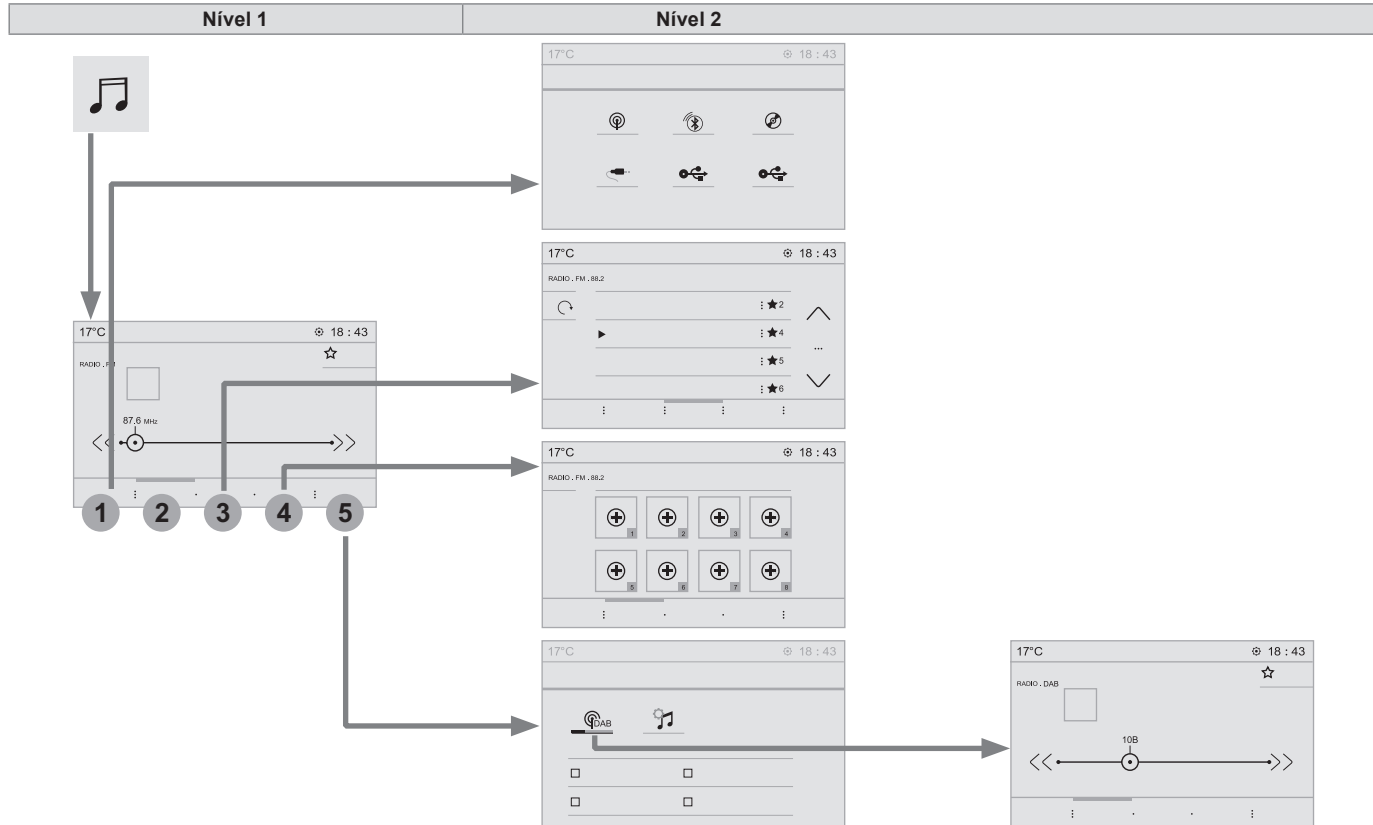 Nível 1
Nível 2
17°C 18 : 43
17°C 18 : 43
RADIO . FM . 88.2
2
4
...
5
6
17°C 18 : 43
RADIO . FM
87.6 MHz
1 2 3 4 5
17°C 18 : 43
RADIO . FM . 88.2
1 2 3 4
5 6 7 8
17°C 18 : 43
DAB
17°C 18 : 43
RADIO . DAB
10B